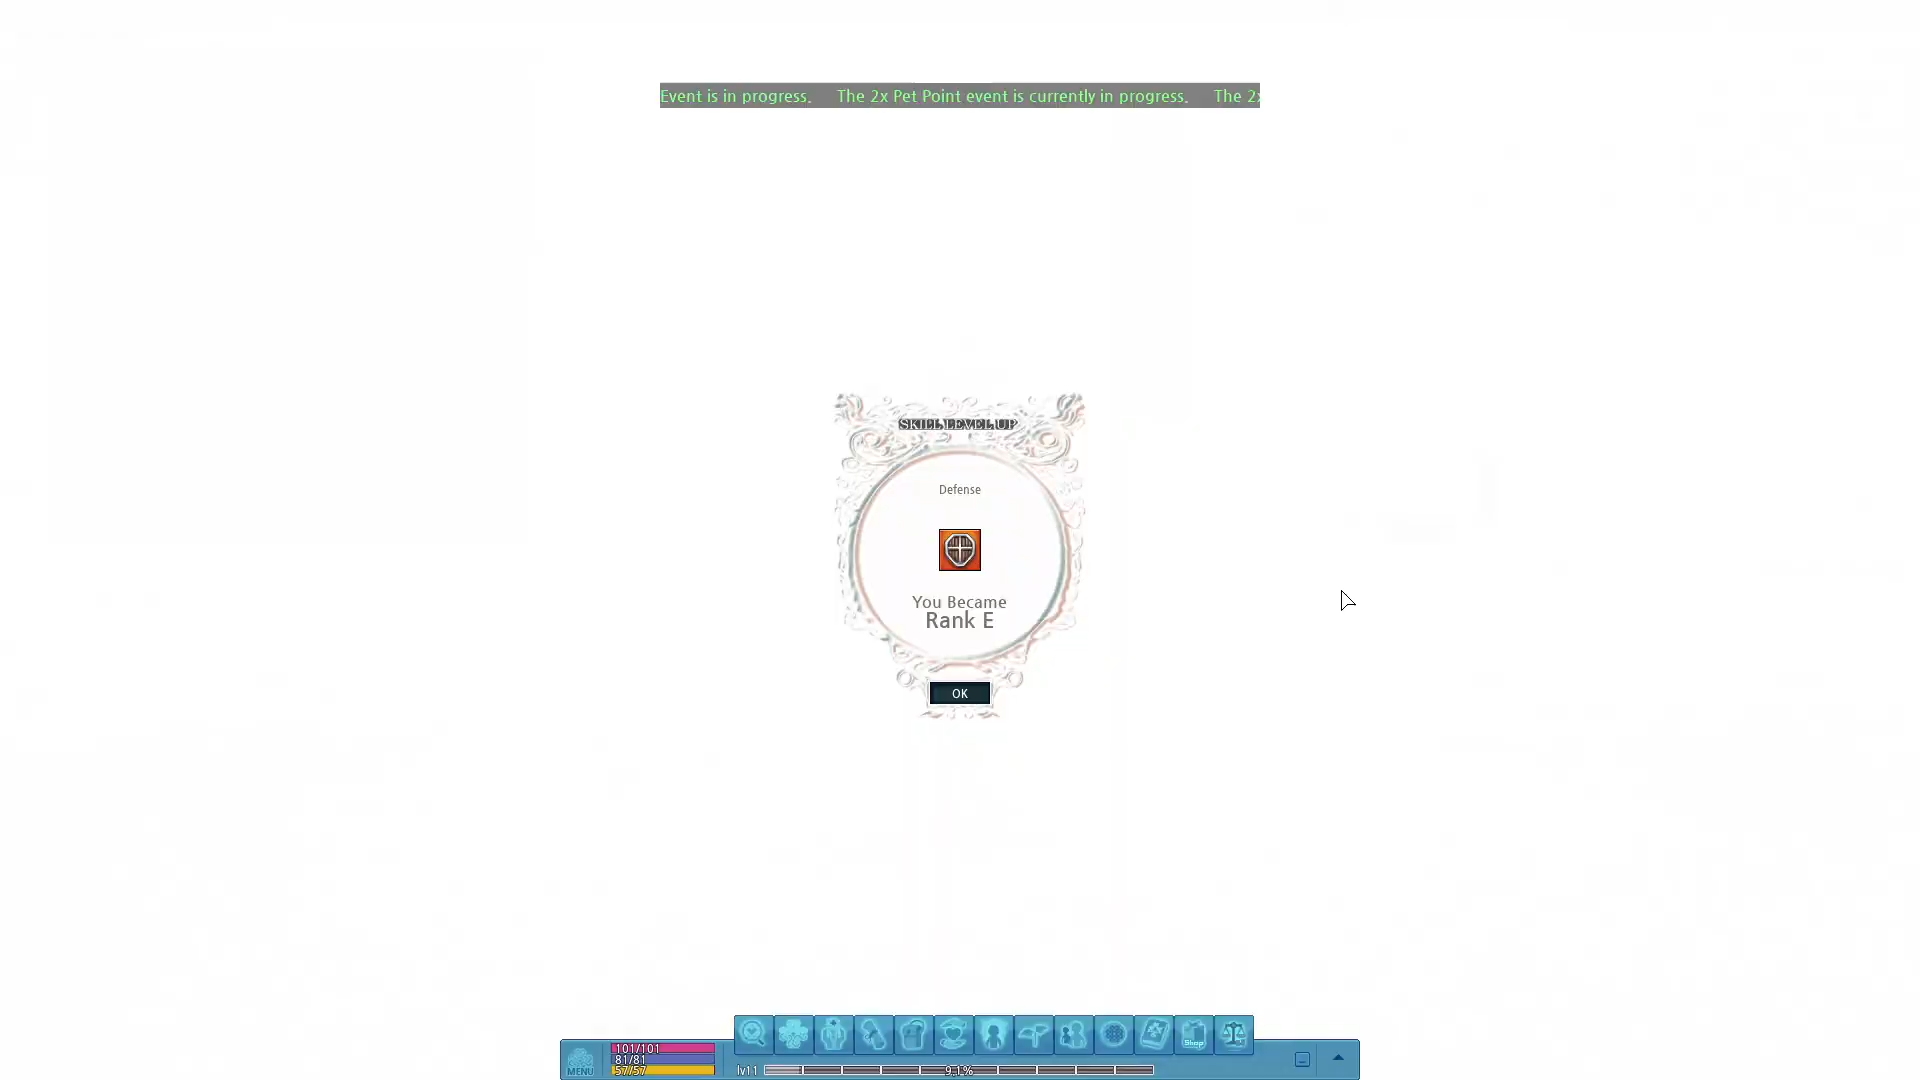 Event is in progress.    The 2x Pet Point event is currently in progress.    The 2x
SKILL LEVEL UP
Defense
You Became
Rank E
OK
Shop
101/101
81/81
57/57
MENU
lv11
9.1%